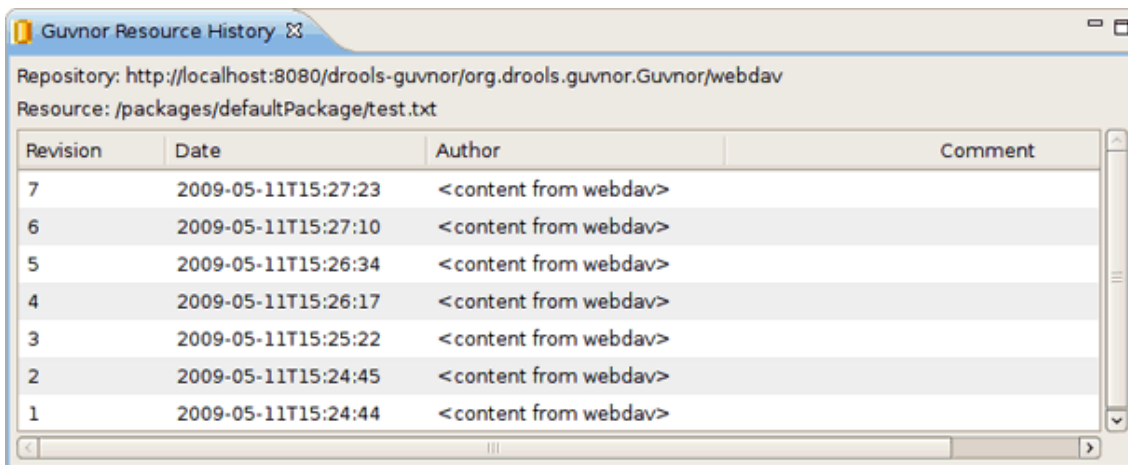 Guvnor Resource History
Repository: http://localhost:8080/drools-guvnor/org.drools.guvnor.Guvnor/webdav
Resource: /packages/defaultPackage/test.txt
Revision Date Author Comment
7 2009-05-11T15:27:23 <content from webdav>
6 2009-05-11T15:27:10 <content from webdav>
5 2009-05-11T15:26:34 <content from webdav>
4 2009-05-11T15:26:17 <content from webdav>
3 2009-05-11T15:25:22 <content from webdav>
2 2009-05-11T15:24:45 <content from webdav>
1 2009-05-11T15:24:44 <content from webdav>